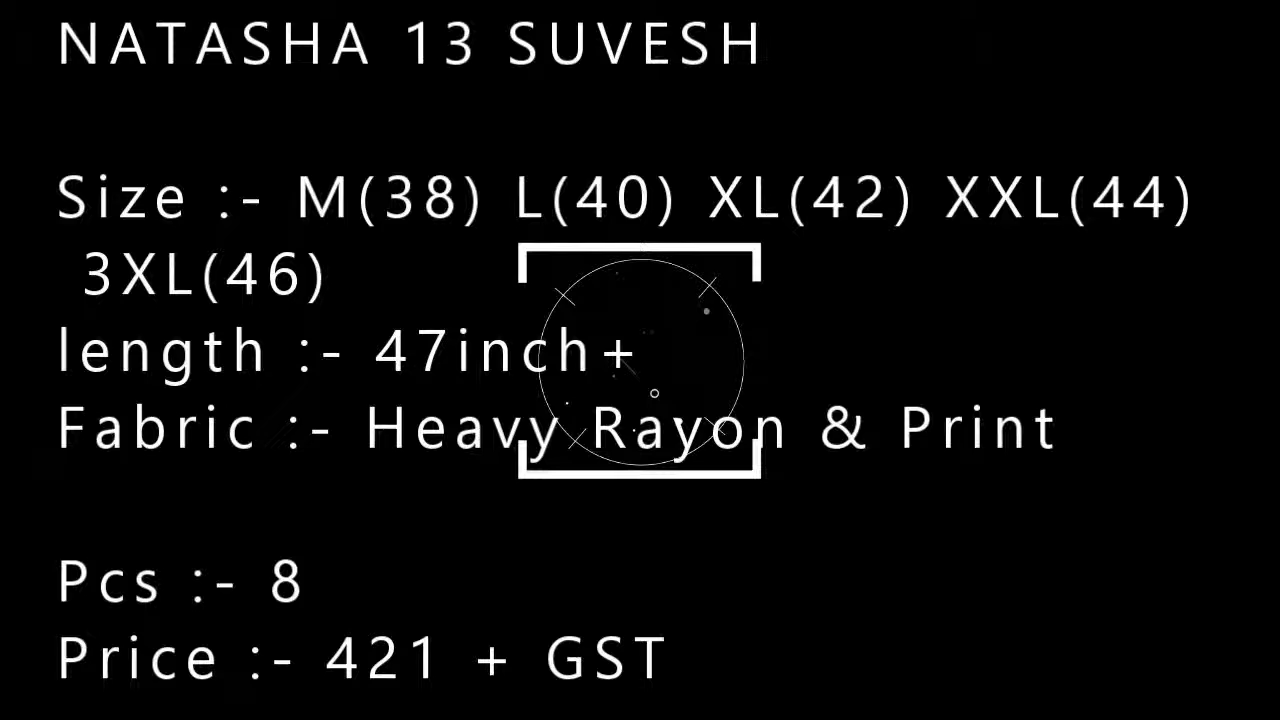 NATASHA 13 SUVESH
Size :- M(38) L(40) XL(42) XXL(44)
3XL(46)
length :- 47inch+
Fabric :- Heavy Rayon & Print
Pcs :- 8
Price :- 421 + GST